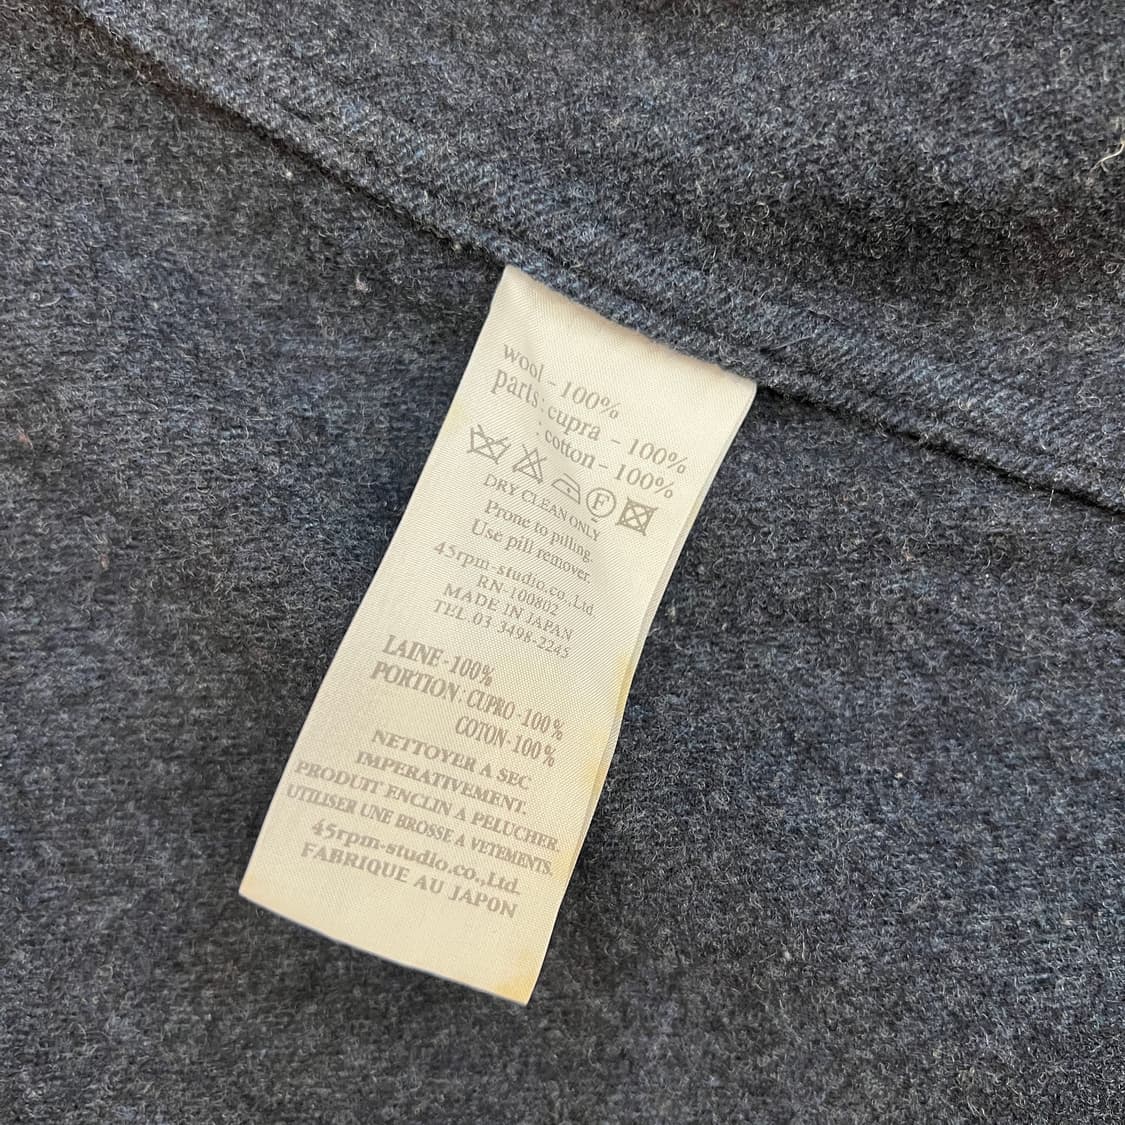 wool - 100%
parts : cupra - 100%
: cotton - 100%
F
DRY CLEAN ONLY
Prone to pilling.
Use pill remover.
45rpm-studio.co.,Ltd.
RN-100802
MADE IN JAPAN
TEL 03 3498-2245
LAINE-100%
PORTION : CUPRO-100%
COTON-100%
NETTOYER A SEC
IMPERATIVEMENT.
PRODUIT ENCLIN A PELUCHER.
UTILISER UNE BROSSE A VETEMENTS.
45rpm-studio.co.,Ltd.
FABRIQUE AU JAPON